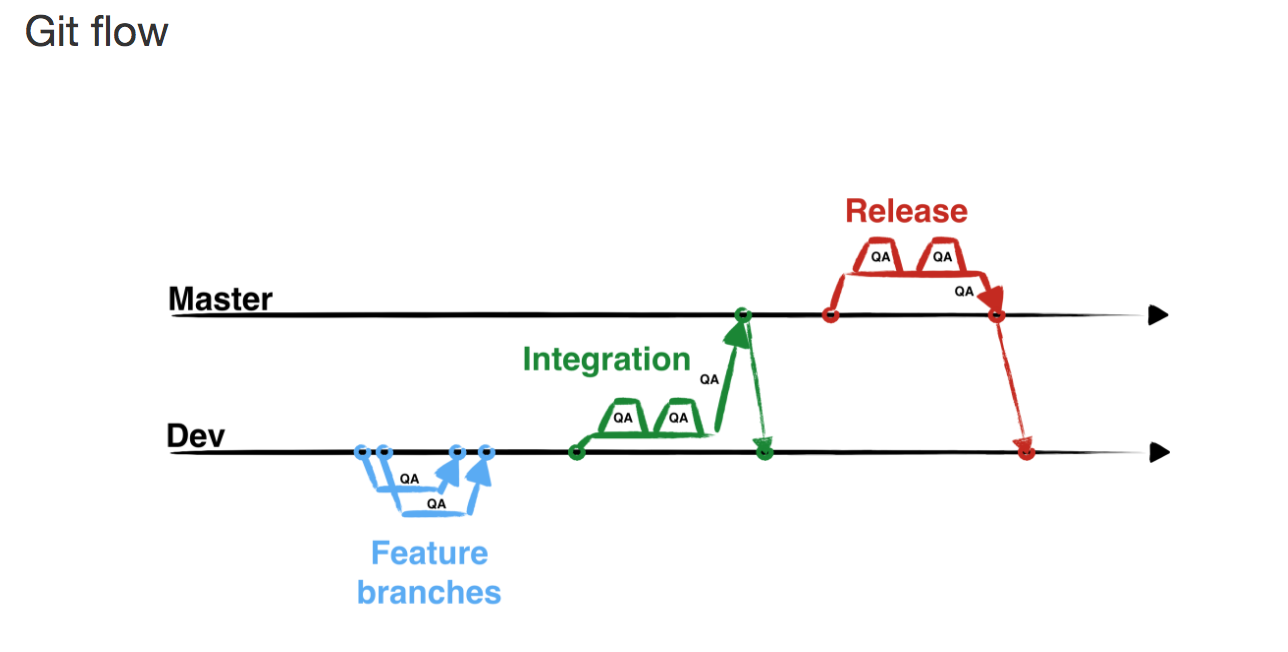 Git flow
Release
QA QA
QA
Master
Integration
QA
QA QA
Dev
QA
QA
Feature
branches